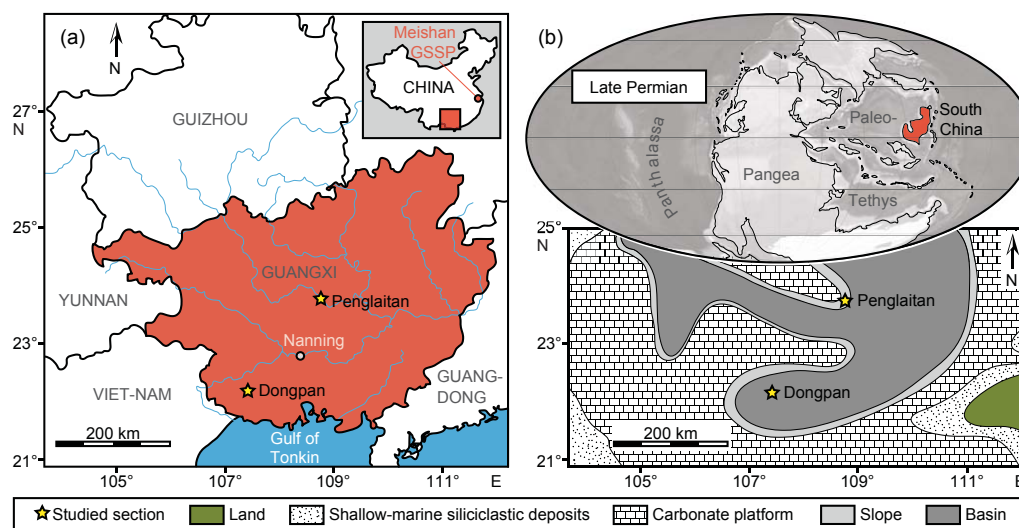 (a)
N
Meishan
GSSP
CHINA
27°
N
GUIZHOU
25°
GUANGXI
YUNNAN
Penglaitan
23°
Nanning
VIET-NAM
Dongpan
GUANG-
DONG
200 km
Gulf of
Tonkin
21°
105° 107° 109° 111° E
(b)
Late Permian
Panthalassa
Pangea
Paleo-
Tethys
South
China
25°
N
N
Penglaitan
23°
Dongpan
200 km
21°
105° 107° 109° 111° E
Studied section Land Shallow-marine siliciclastic deposits Carbonate platform Slope Basin